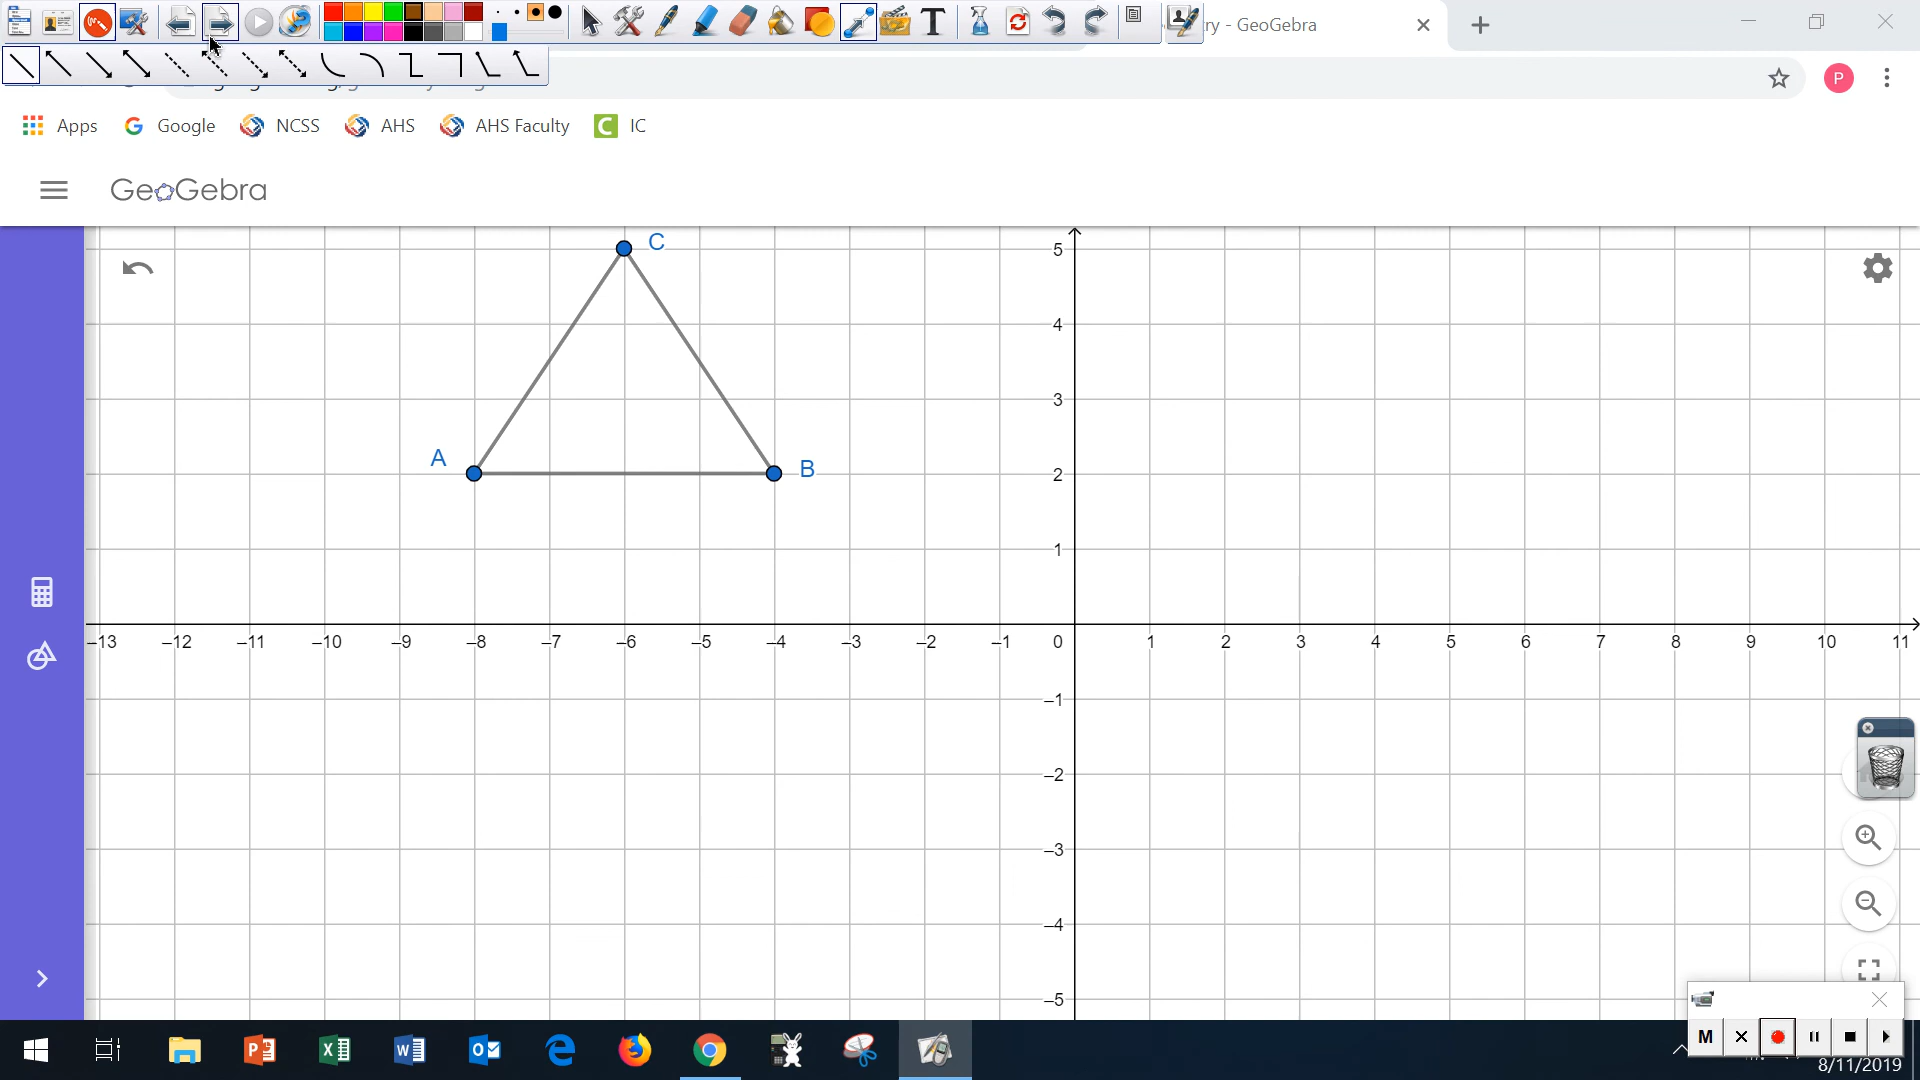 T ry - GeoGebra
P
Apps Google NCSS AHS AHS Faculty IC
GeoGebra
C
A
B
5
4
3
2
1
–13 –12 –11 –10 –9 –8 –7 –6 –5 –4 –3 –2 –1 0 1 2 3 4 5 6 7 8 9 10 11
–1
–2
–3
–4
–5
M
8/11/2019